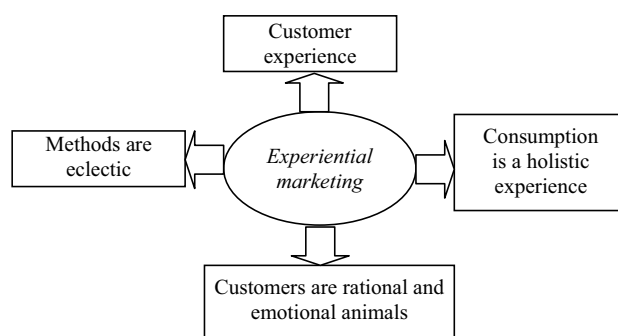 Customer
experience
Methods are
eclectic
Experiential
marketing
Consumption
is a holistic
experience
Customers are rational and
emotional animals